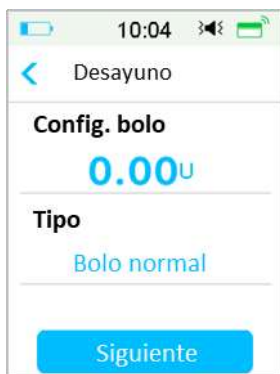 10:04
Desayuno
Config. bolo
0.00U
Tipo
Bolo normal
Siguiente